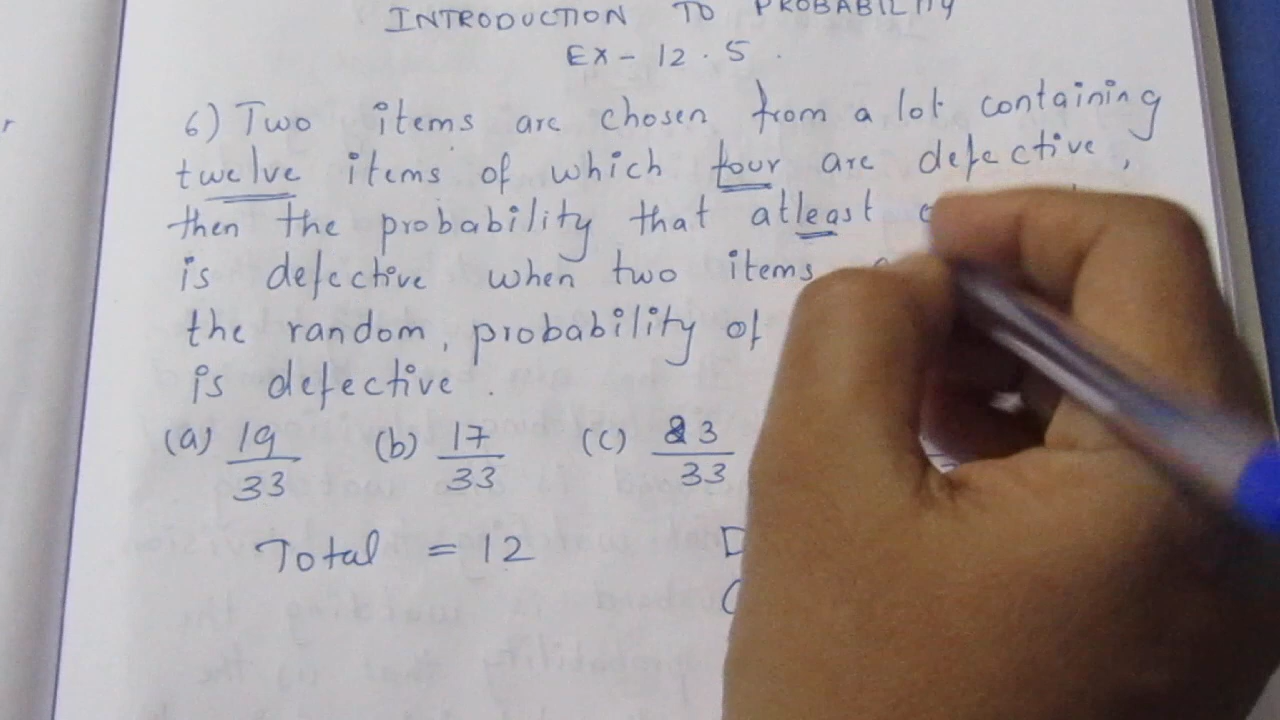 INTRODUCTION TO PROBABILITY
EX - 12.5.
6) Two items are chosen from a lot containing
twelve items of which four are defective,
then the probability that atleast
is defective when two items
the random, probability of
is defective.
(a) 19/33 (b) 17/33 (c) 23/33
Total = 12 D